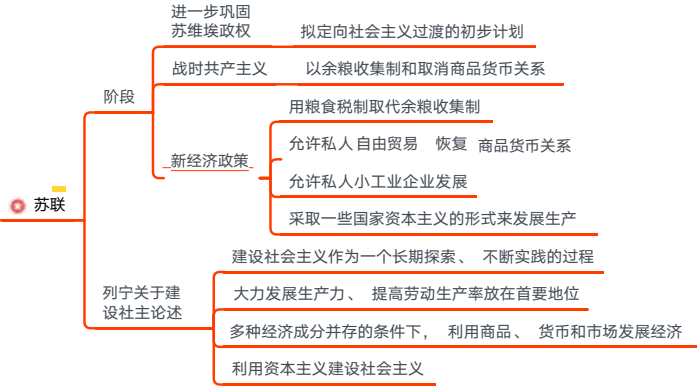 苏联
阶段
进一步巩固
苏维埃政权
拟定向社会主义过渡的初步计划
战时共产主义
以余粮收集制和取消商品货币关系
新经济政策
用粮食税制取代余粮收集制
允许私人自由贸易 恢复 商品货币关系
允许私人小工业企业发展
采取一些国家资本主义的形式来发展生产
列宁关于建
设社主论述
建设社会主义作为一个长期探索、不断实践的过程
大力发展生产力、提高劳动生产率放在首要地位
多种经济成分并存的条件下,利用商品、货币和市场发展经济
利用资本主义建设社会主义